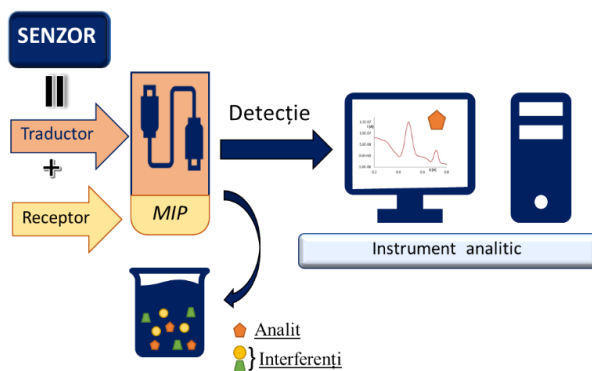 SENZOR
Traductor
+
Receptor
MIP
Detecție
I [A]
E [V]
Instrument analitic
Analit
Interferenți